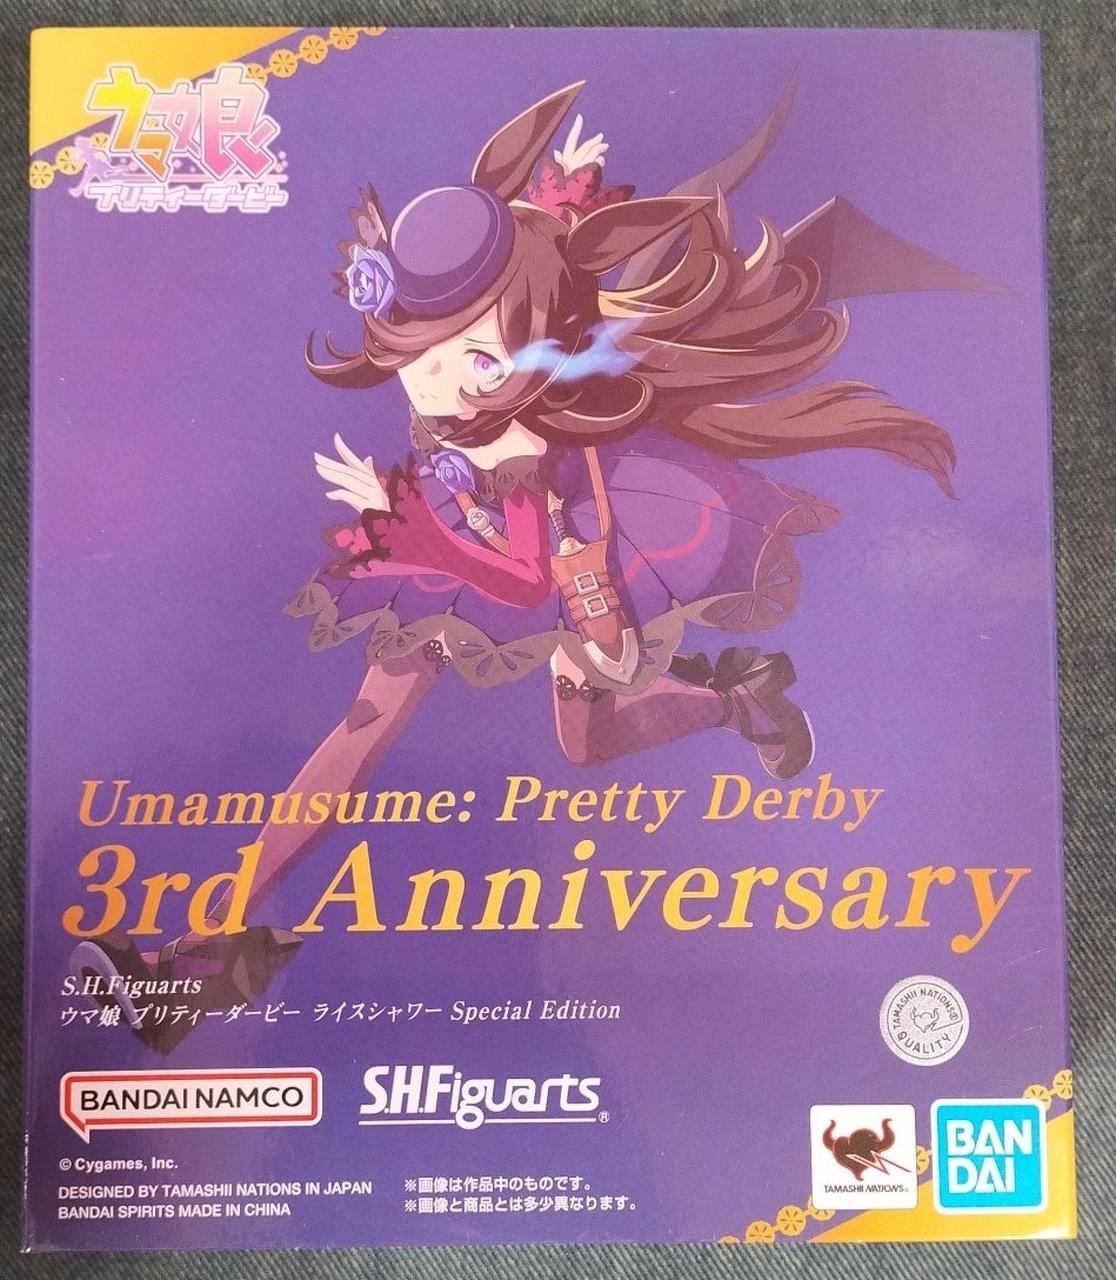 ウマ娘
プリティーダービー
Umamusume: Pretty Derby
3rd Anniversary
S.H.Figuarts
ウマ娘 プリティーダービー ライスシャワー Special Edition
TAMASHII NATIONS®
QUALITY
BANDAI NAMCO
S.H.Figuarts®
TAMASHII NATIONS®
BAN
DAI
© Cygames, Inc.
DESIGNED BY TAMASHII NATIONS IN JAPAN
BANDAI SPIRITS MADE IN CHINA
※画像は作品中のものです。
※画像と商品とは多少異なります。